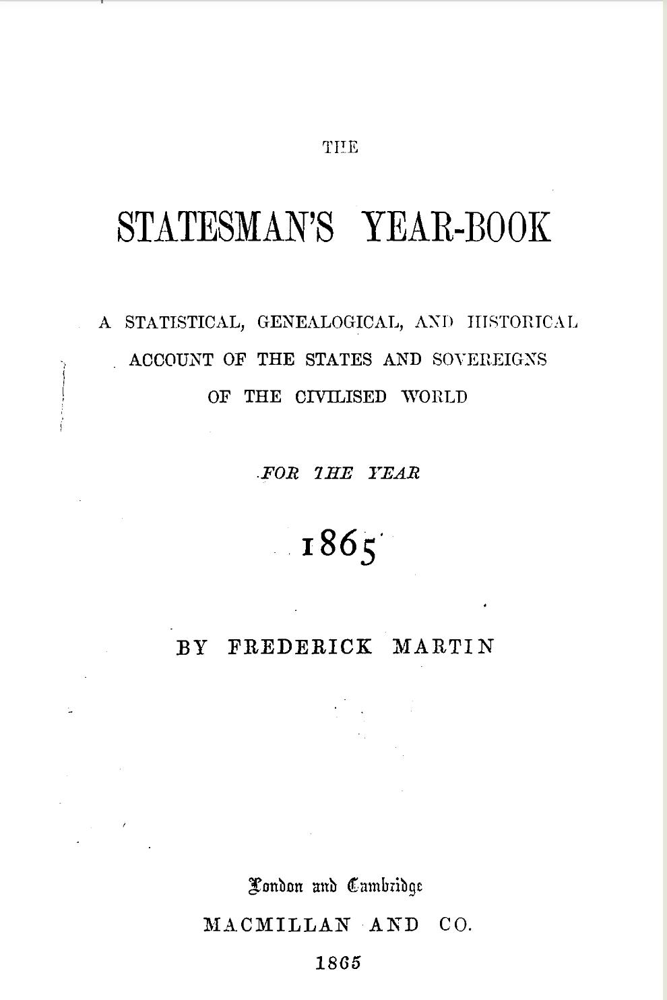 THE
STATESMAN'S YEAR-BOOK
A STATISTICAL, GENEALOGICAL, AND HISTORICAL
ACCOUNT OF THE STATES AND SOVEREIGNS
OF THE CIVILISED WORLD
FOR THE YEAR
1865
BY FREDERICK MARTIN
London and Cambridge
MACMILLAN AND CO.
1865